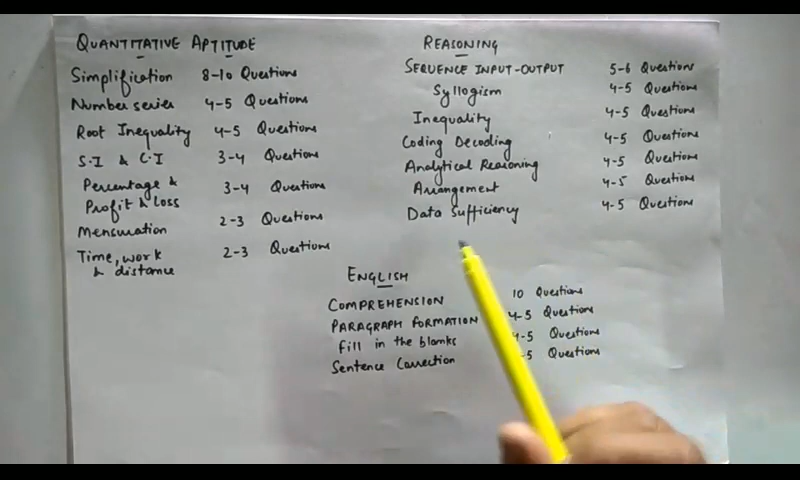 QUANTITATIVE APTITUDE
Simplification 8-10 Questions
Number series 4-5 Questions
Root Inequality 4-5 Questions
S.I & C.I 3-4 Questions
Percentage & 3-4 Questions
Profit & Loss
Mensuration 2-3 Questions
Time, work 2-3 Questions
& distance
REASONING
SEQUENCE INPUT-OUTPUT 5-6 Questions
Syllogism 4-5 Questions
Inequality 4-5 Questions
Coding Decoding 4-5 Questions
Analytical Reasoning 4-5 Questions
Arrangement 4-5 Questions
Data Sufficiency 4-5 Questions
ENGLISH
COMPREHENSION 10 Questions
PARAGRAPH FORMATION 4-5 Questions
Fill in the blanks 4-5 Questions
Sentence Correction -5 Questions